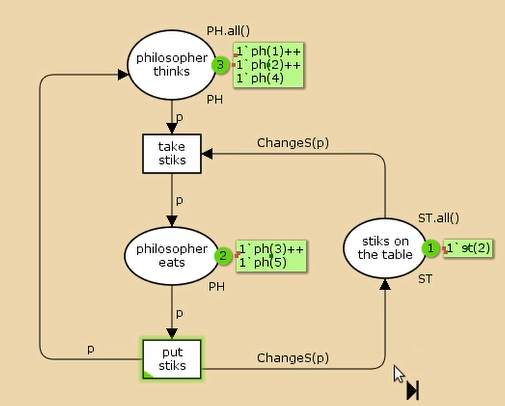 PH.all()
philosopher
thinks
3
1`ph(1)++
1`ph(2)++
1`ph(4)
PH
p
take
stiks
ChangeS(p)
p
ST.all()
philosopher
eats
2
1`ph(3)++
1`ph(5)
PH
stiks on
the table
1
1`st(2)
ST
p
p
put
stiks
ChangeS(p)